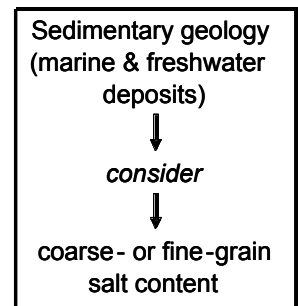 Sedimentary geology
(marine & freshwater
deposits)
consider
coarse- or fine-grain
salt content